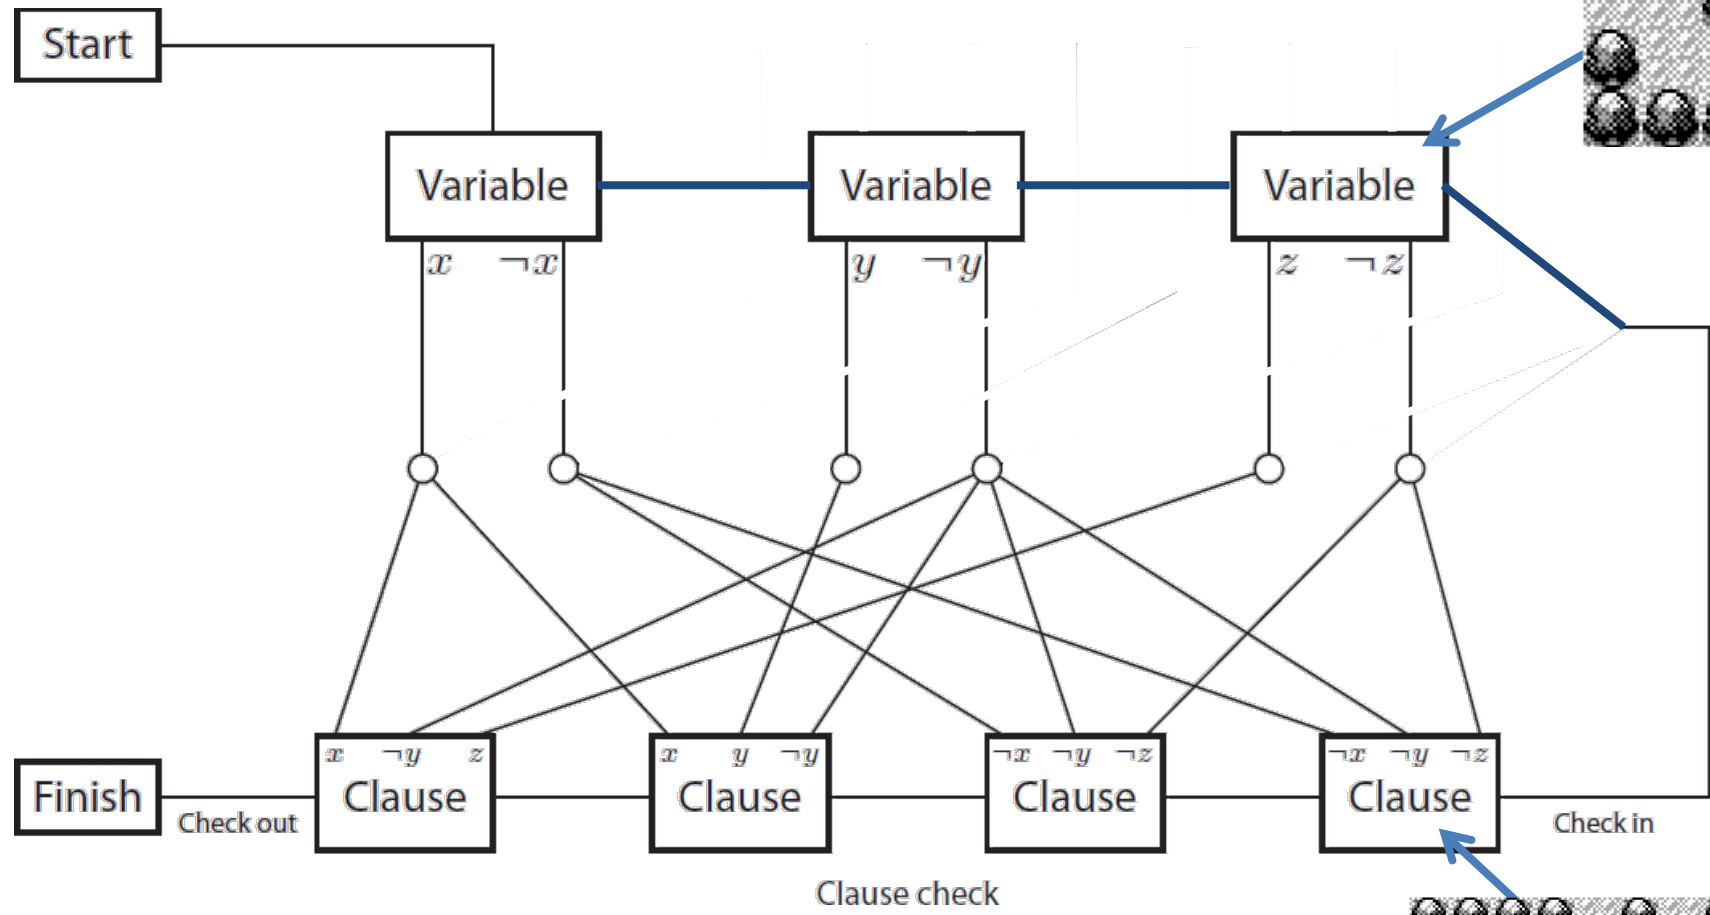 Start
Variable Variable Variable
x ¬x y ¬y z ¬z
x ¬y z x y ¬y ¬x ¬y ¬z ¬x ¬y ¬z
Finish Clause Clause Clause Clause
Check out Check in
Clause check